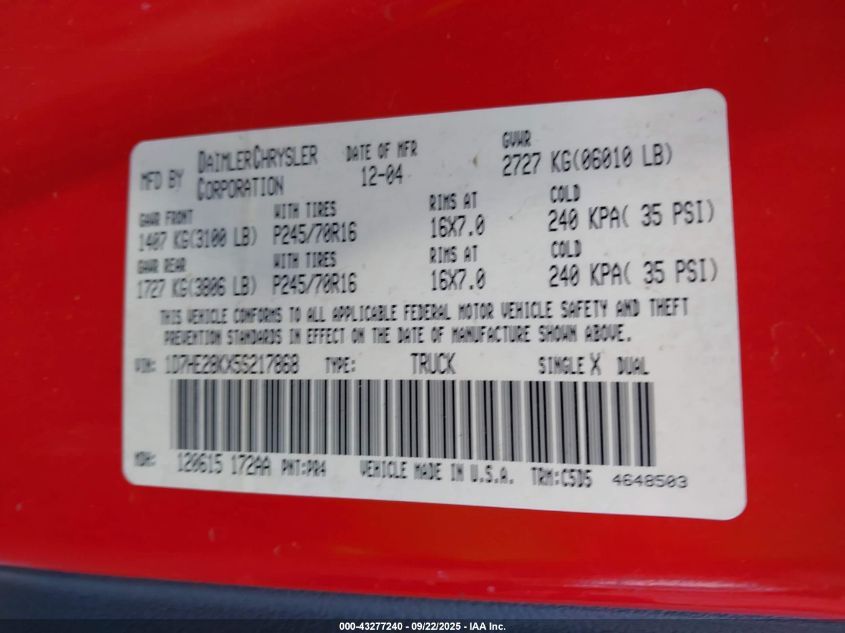 MFD BY DAIMLERCHRYSLER CORPORATION DATE OF MFR 12-04 GVWR 2727 KG(06010 LB)
GAWR FRONT WITH TIRES RIMS AT COLD
1407 KG(3100 LB) P245/70R16 16X7.0 240 KPA( 35 PSI)
GAWR REAR WITH TIRES RIMS AT COLD
1727 KG(3806 LB) P245/70R16 16X7.0 240 KPA( 35 PSI)
THIS VEHICLE CONFORMS TO ALL APPLICABLE FEDERAL MOTOR VEHICLE SAFETY AND THEFT
PREVENTION STANDARDS IN EFFECT ON THE DATE OF MANUFACTURE SHOWN ABOVE.
VIN: 1D7HE28KX5S217868 TYPE: TRUCK SINGLE X DUAL
MDH: 120615 172AA PNT:PR4 VEHICLE MADE IN U.S.A. TRM:C5D5 4648503
000-43277240 - 09/22/2025 - IAA Inc.